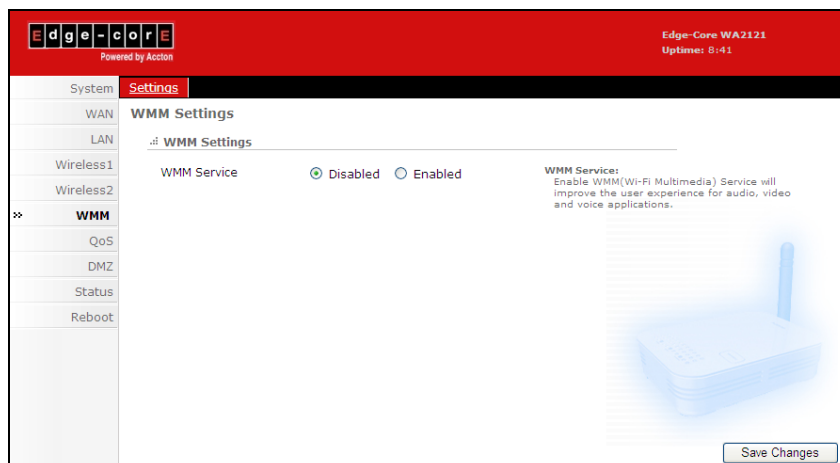 Edge-corE
Powered by Accton
Edge-Core WA2121
Uptime: 8:41
System
WAN
LAN
Wireless1
Wireless2
» WMM
QoS
DMZ
Status
Reboot
Settings
WMM Settings
WMM Settings
WMM Service
Disabled
Enabled
WMM Service:
Enable WMM(Wi-Fi Multimedia) Service will
improve the user experience for audio, video
and voice applications.
Save Changes